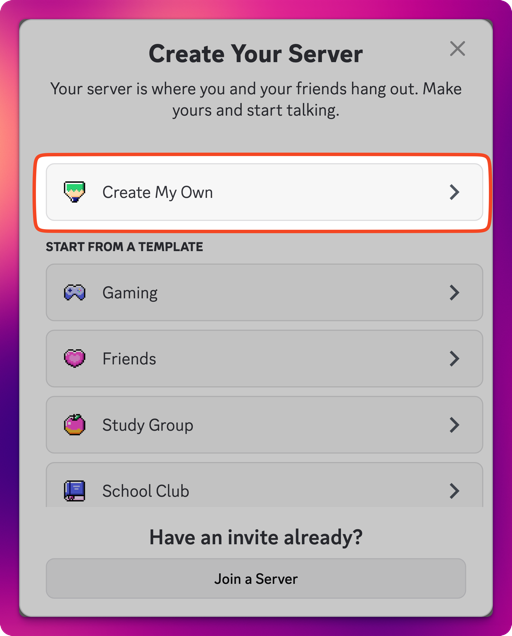 Create Your Server
Your server is where you and your friends hang out. Make
yours and start talking.
Create My Own
START FROM A TEMPLATE
Gaming
Friends
Study Group
School Club
Have an invite already?
Join a Server